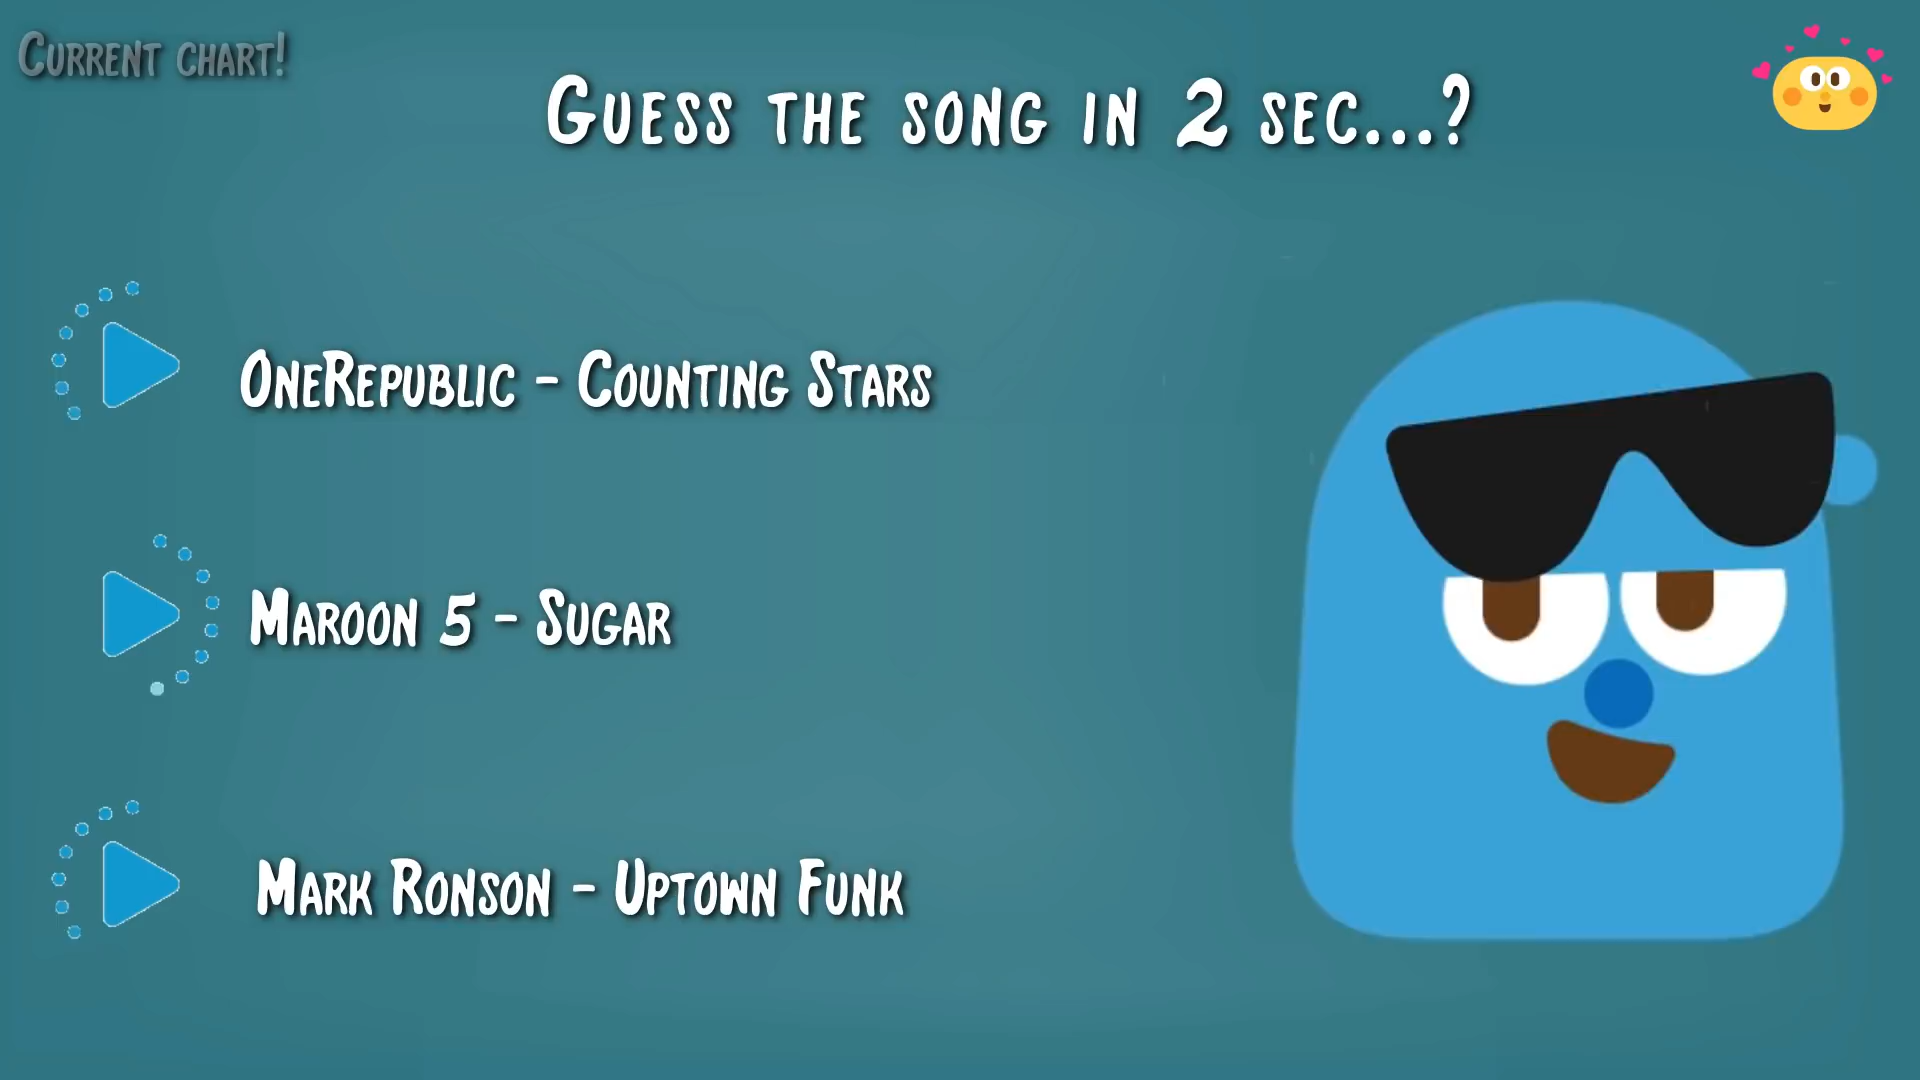 Current chart!
Guess the song in 2 sec...?
OneRepublic - Counting Stars
Maroon 5 - Sugar
Mark Ronson - Uptown Funk